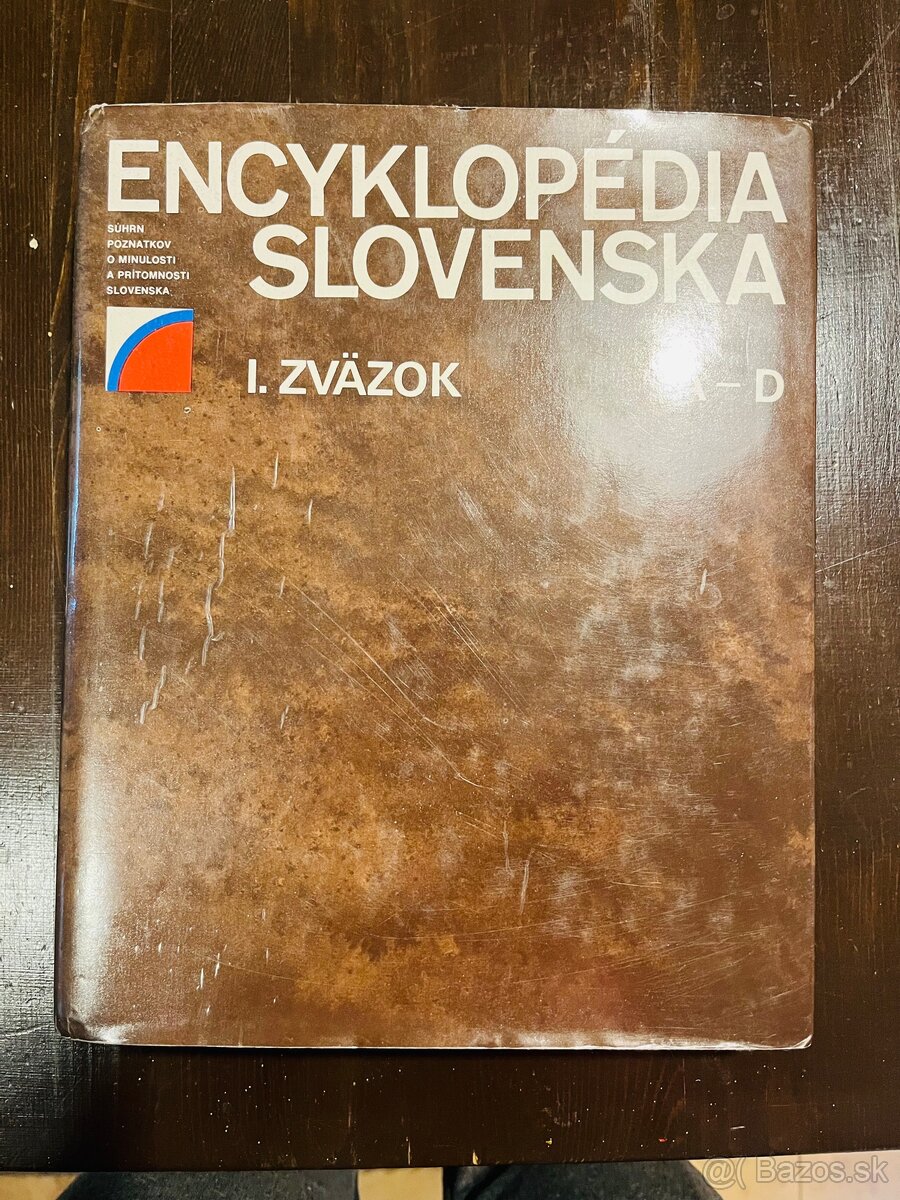 ENCYKLOPÉDIA
SLOVENSKA
SÚHRN
POZNATKOV
O MINULOSTI
A PRÍTOMNOSTI
SLOVENSKA
I. ZVÄZOK
A – D
@( Bazos.sk